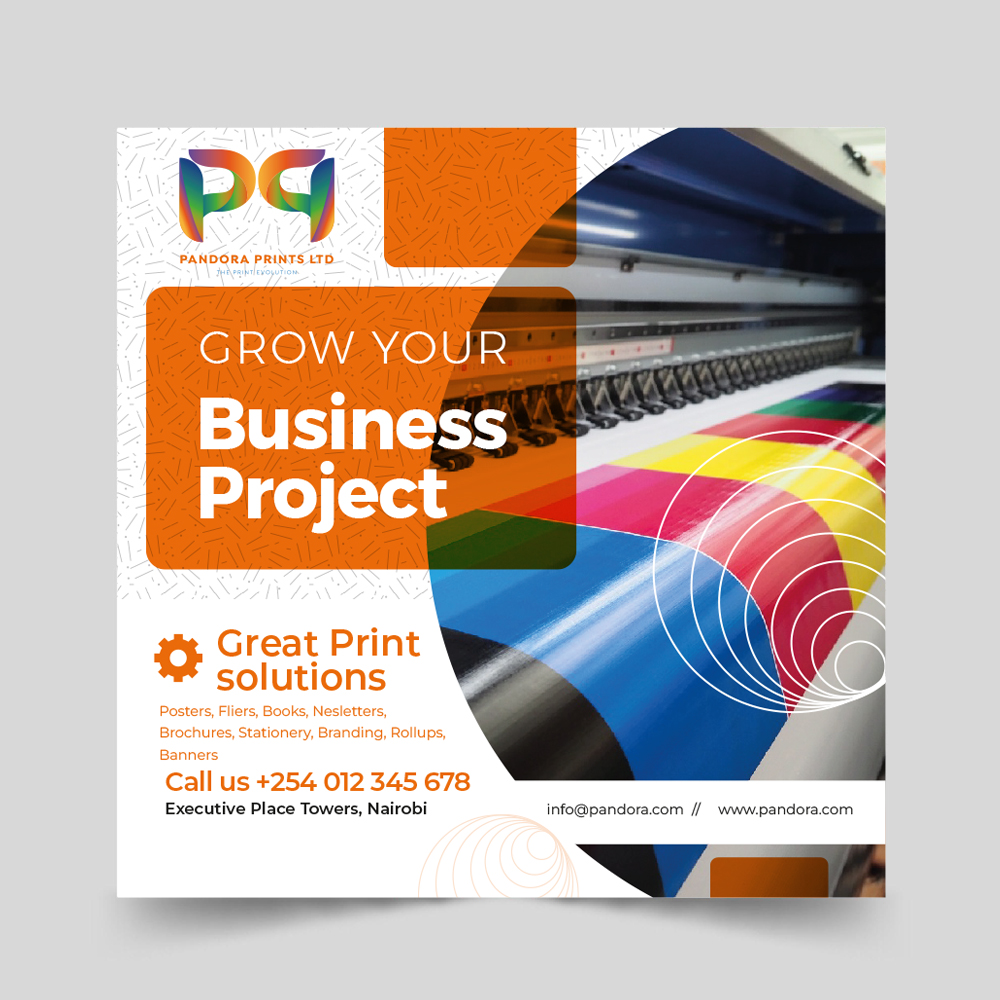 PANDORA PRINTS LTD
THE PRINT EVOLUTION
GROW YOUR
Business
Project
Great Print
solutions
Posters, Fliers, Books, Nesletters,
Brochures, Stationery, Branding, Rollups,
Banners
Call us +254 012 345 678
Executive Place Towers, Nairobi
info@pandora.com // www.pandora.com